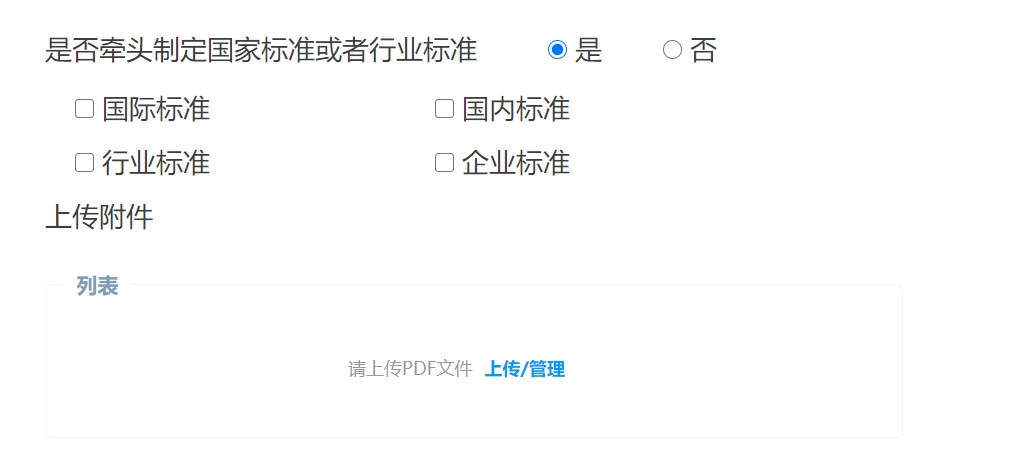 是否牵头制定国家标准或者行业标准 是 否
国际标准 国内标准
行业标准 企业标准
上传附件
列表
请上传PDF文件 上传/管理